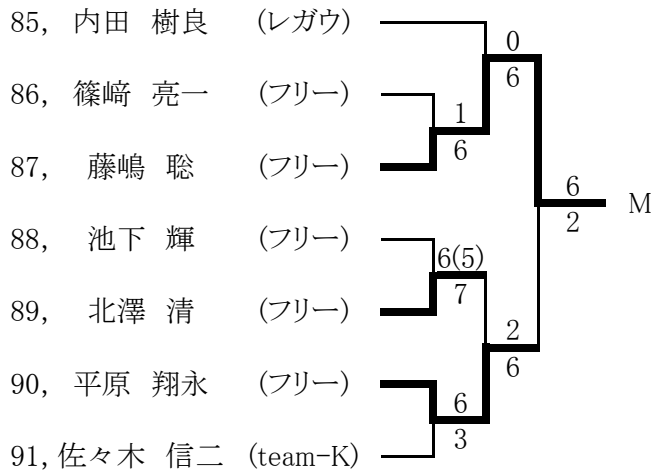 85, 内田 樹良 (レガウ)
0
6
86, 篠﨑 亮一 (フリー)
1
6
87, 藤嶋 聡 (フリー)
6
2
M
88, 池下 輝 (フリー)
6(5)
7
89, 北澤 清 (フリー)
2
6
90, 平原 翔永 (フリー)
6
3
91, 佐々木 信二 (team-K)